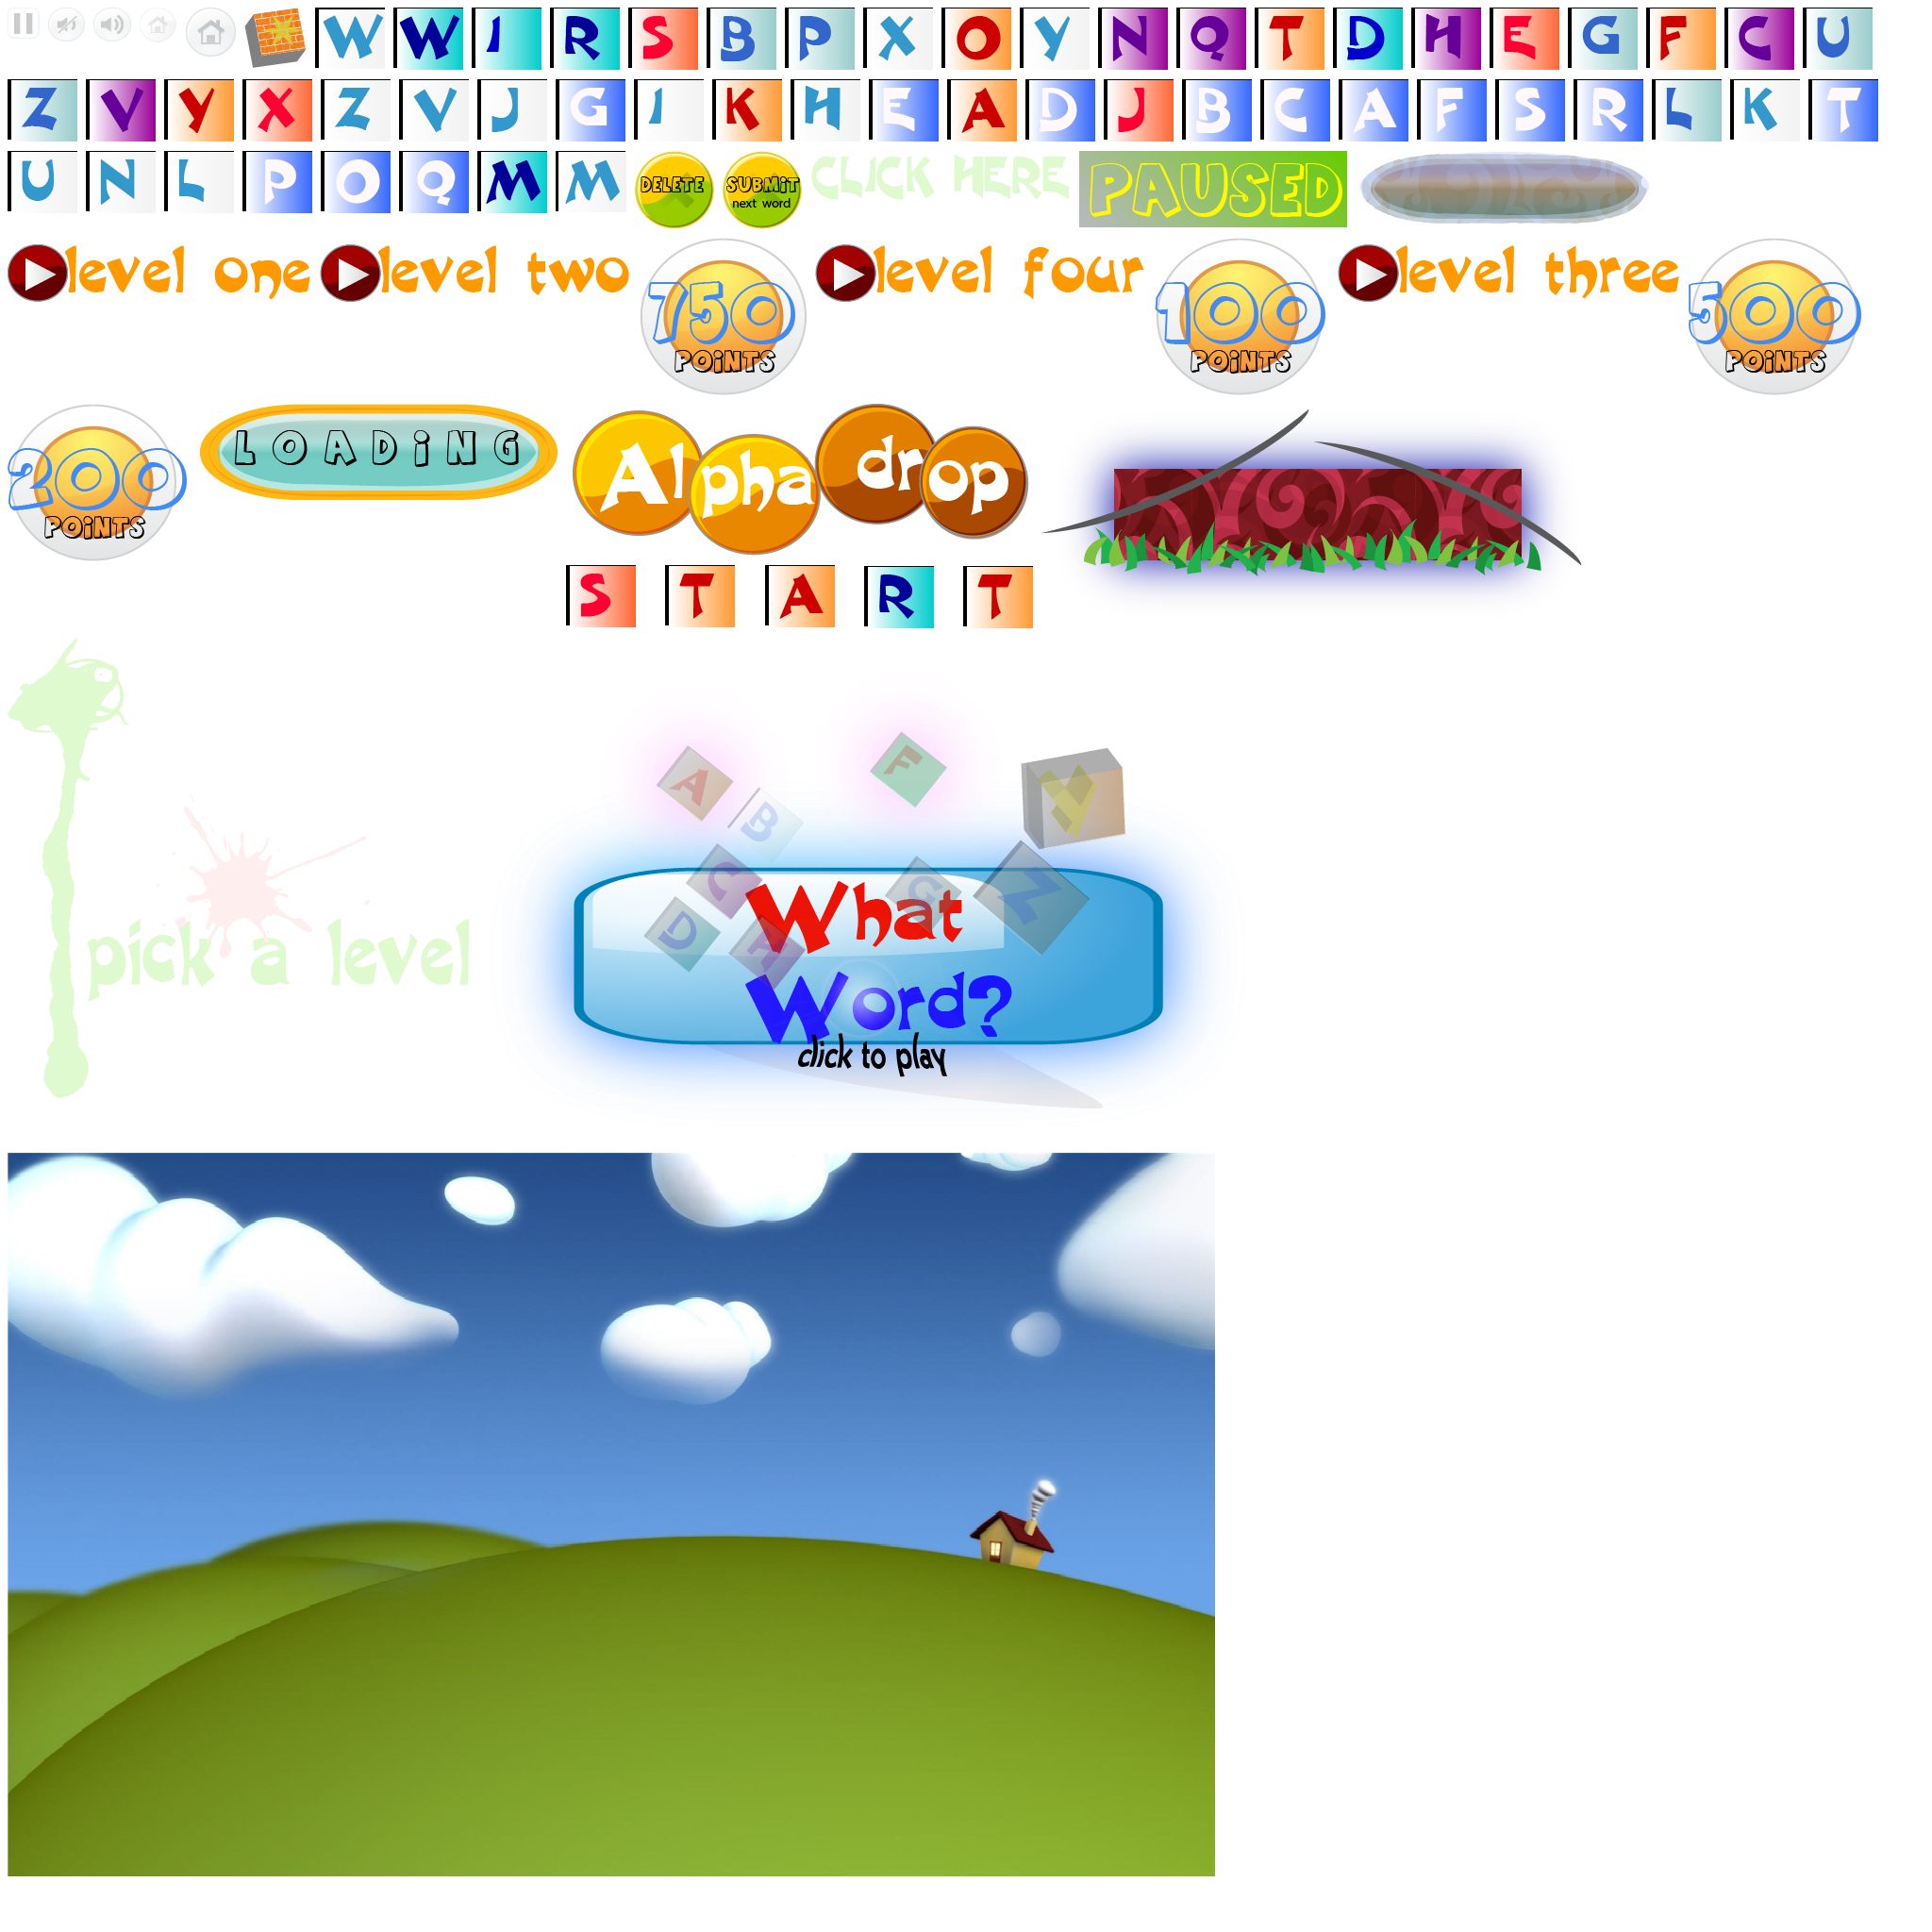 W W I R S B P X O Y N Q T D H E G F C U
Z V Y X Z V J G I K H E A D J B C A F S R L K T
U N L P O Q M M DELETE SUBMiT CLICK HERE PAUSED
next word
level one level two 750 level four 100 level three 500
POiNTS POiNTS POiNTS
200 LOADiNG Alpha drop
POiNTS
S T A R T
A F
B V
C G Z
What
D A
pick a level
Word?
click to play